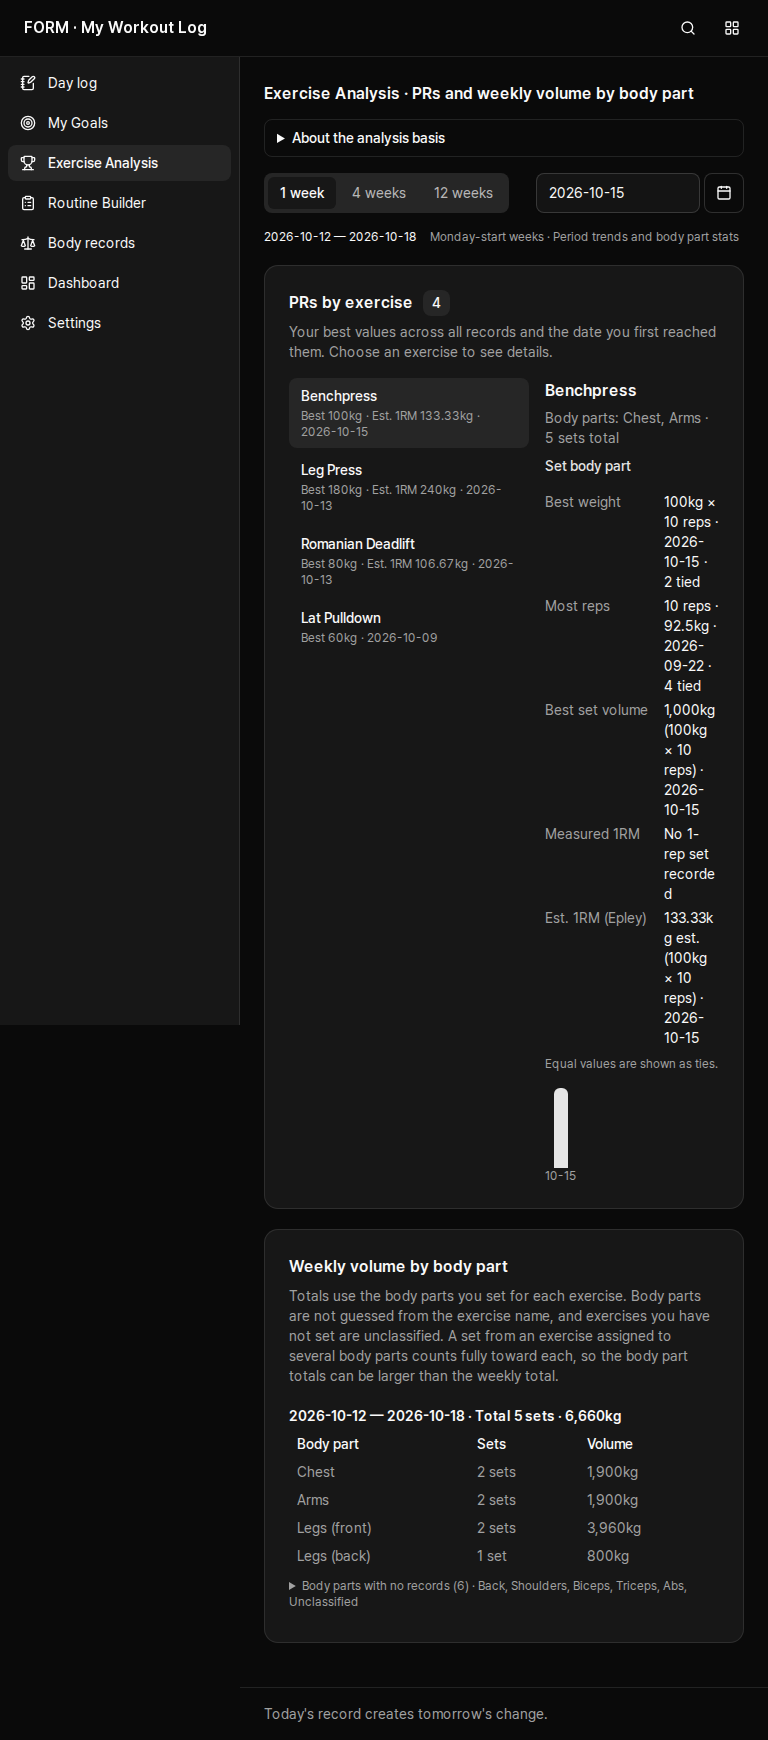 FORM · My Workout Log
Day log
My Goals
Exercise Analysis
Routine Builder
Body records
Dashboard
Settings
Exercise Analysis · PRs and weekly volume by body part
▶ About the analysis basis
1 week
4 weeks
12 weeks
2026-10-15
2026-10-12 — 2026-10-18
Monday-start weeks · Period trends and body part stats
PRs by exercise 4
Your best values across all records and the date you first reached
them. Choose an exercise to see details.
Benchpress
Best 100kg · Est. 1RM 133.33kg ·
2026-10-15
Leg Press
Best 180kg · Est. 1RM 240kg · 2026-
10-13
Romanian Deadlift
Best 80kg · Est. 1RM 106.67kg · 2026-
10-13
Lat Pulldown
Best 60kg · 2026-10-09
Benchpress
Body parts: Chest, Arms ·
5 sets total
Set body part
Best weight
100kg ×
10 reps ·
2026-
10-15 ·
2 tied
Most reps
10 reps ·
92.5kg ·
2026-
09-22 ·
4 tied
Best set volume
1,000kg
(100kg
× 10
reps) ·
2026-
10-15
Measured 1RM
No 1-
rep set
recorde
d
Est. 1RM (Epley)
133.33k
g est.
(100kg
× 10
reps) ·
2026-
10-15
Equal values are shown as ties.
10-15
Weekly volume by body part
Totals use the body parts you set for each exercise. Body parts
are not guessed from the exercise name, and exercises you have
not set are unclassified. A set from an exercise assigned to
several body parts counts fully toward each, so the body part
totals can be larger than the weekly total.
2026-10-12 — 2026-10-18 · Total 5 sets · 6,660kg
Body part Sets Volume
Chest 2 sets 1,900kg
Arms 2 sets 1,900kg
Legs (front) 2 sets 3,960kg
Legs (back) 1 set 800kg
▶ Body parts with no records (6) · Back, Shoulders, Biceps, Triceps, Abs,
Unclassified
Today's record creates tomorrow's change.